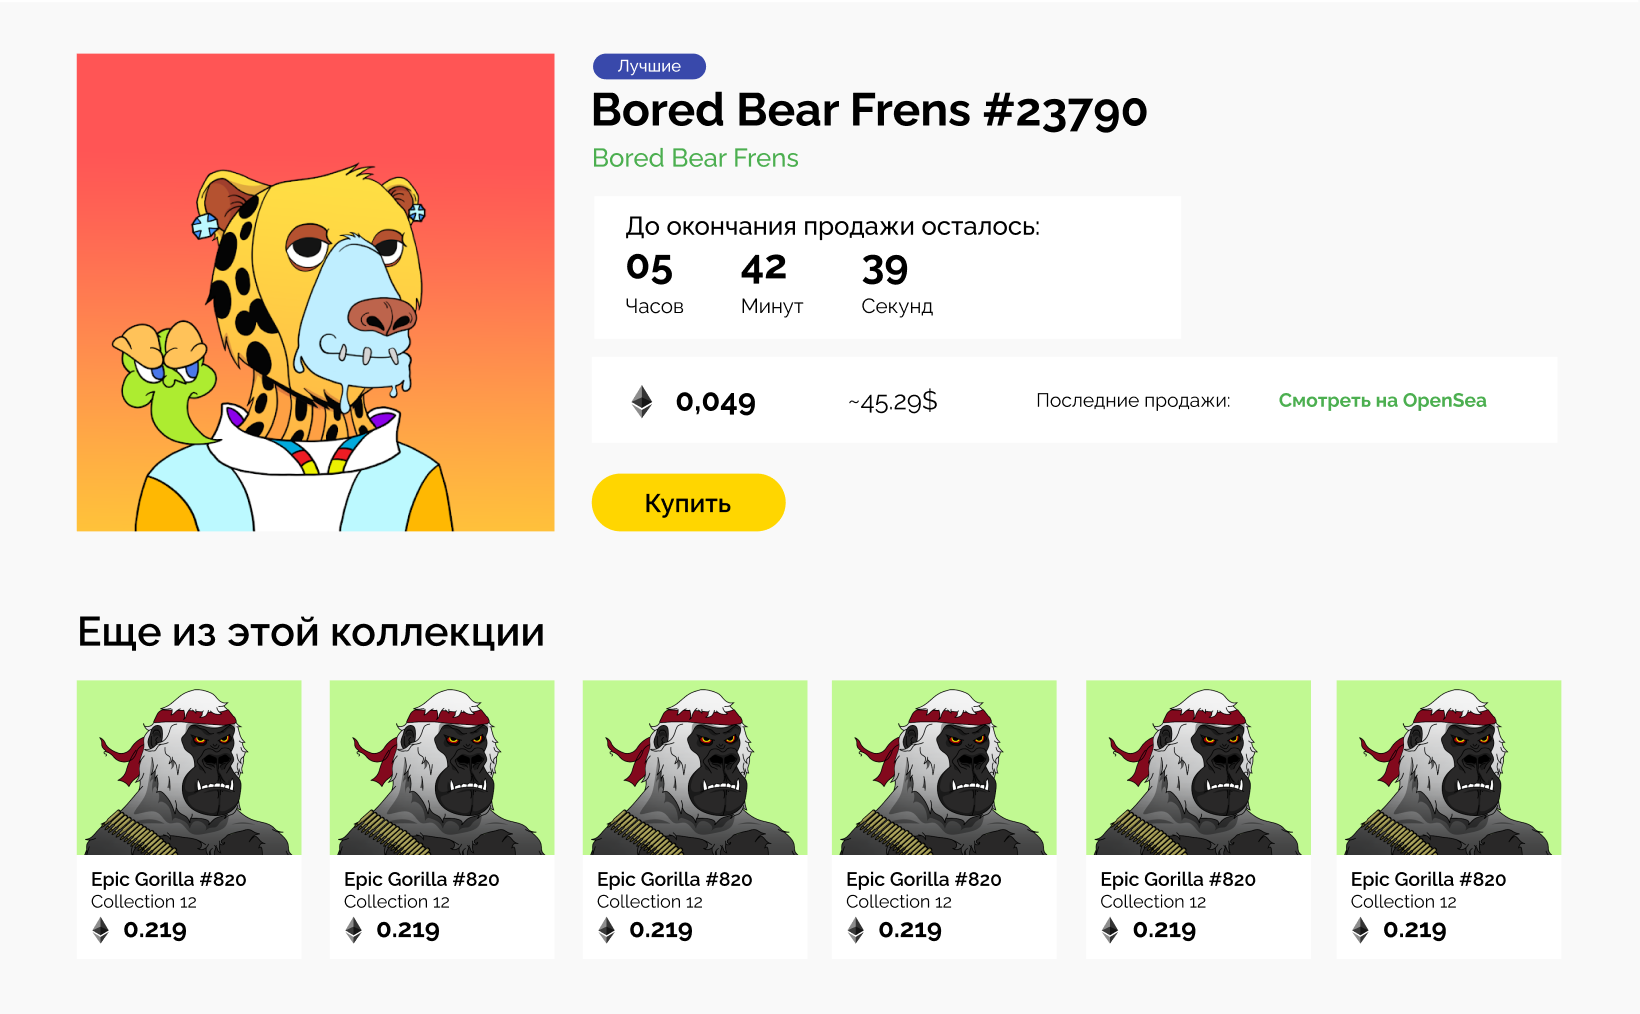 Лучшие
Bored Bear Frens #23790
Bored Bear Frens
До окончания продажи осталось:
05 42 39
Часов Минут Секунд
0,049 ~45.29$ Последние продажи: Смотреть на OpenSea
Купить
Еще из этой коллекции
Epic Gorilla #820 Epic Gorilla #820 Epic Gorilla #820 Epic Gorilla #820 Epic Gorilla #820 Epic Gorilla #820
Collection 12 Collection 12 Collection 12 Collection 12 Collection 12 Collection 12
0.219 0.219 0.219 0.219 0.219 0.219